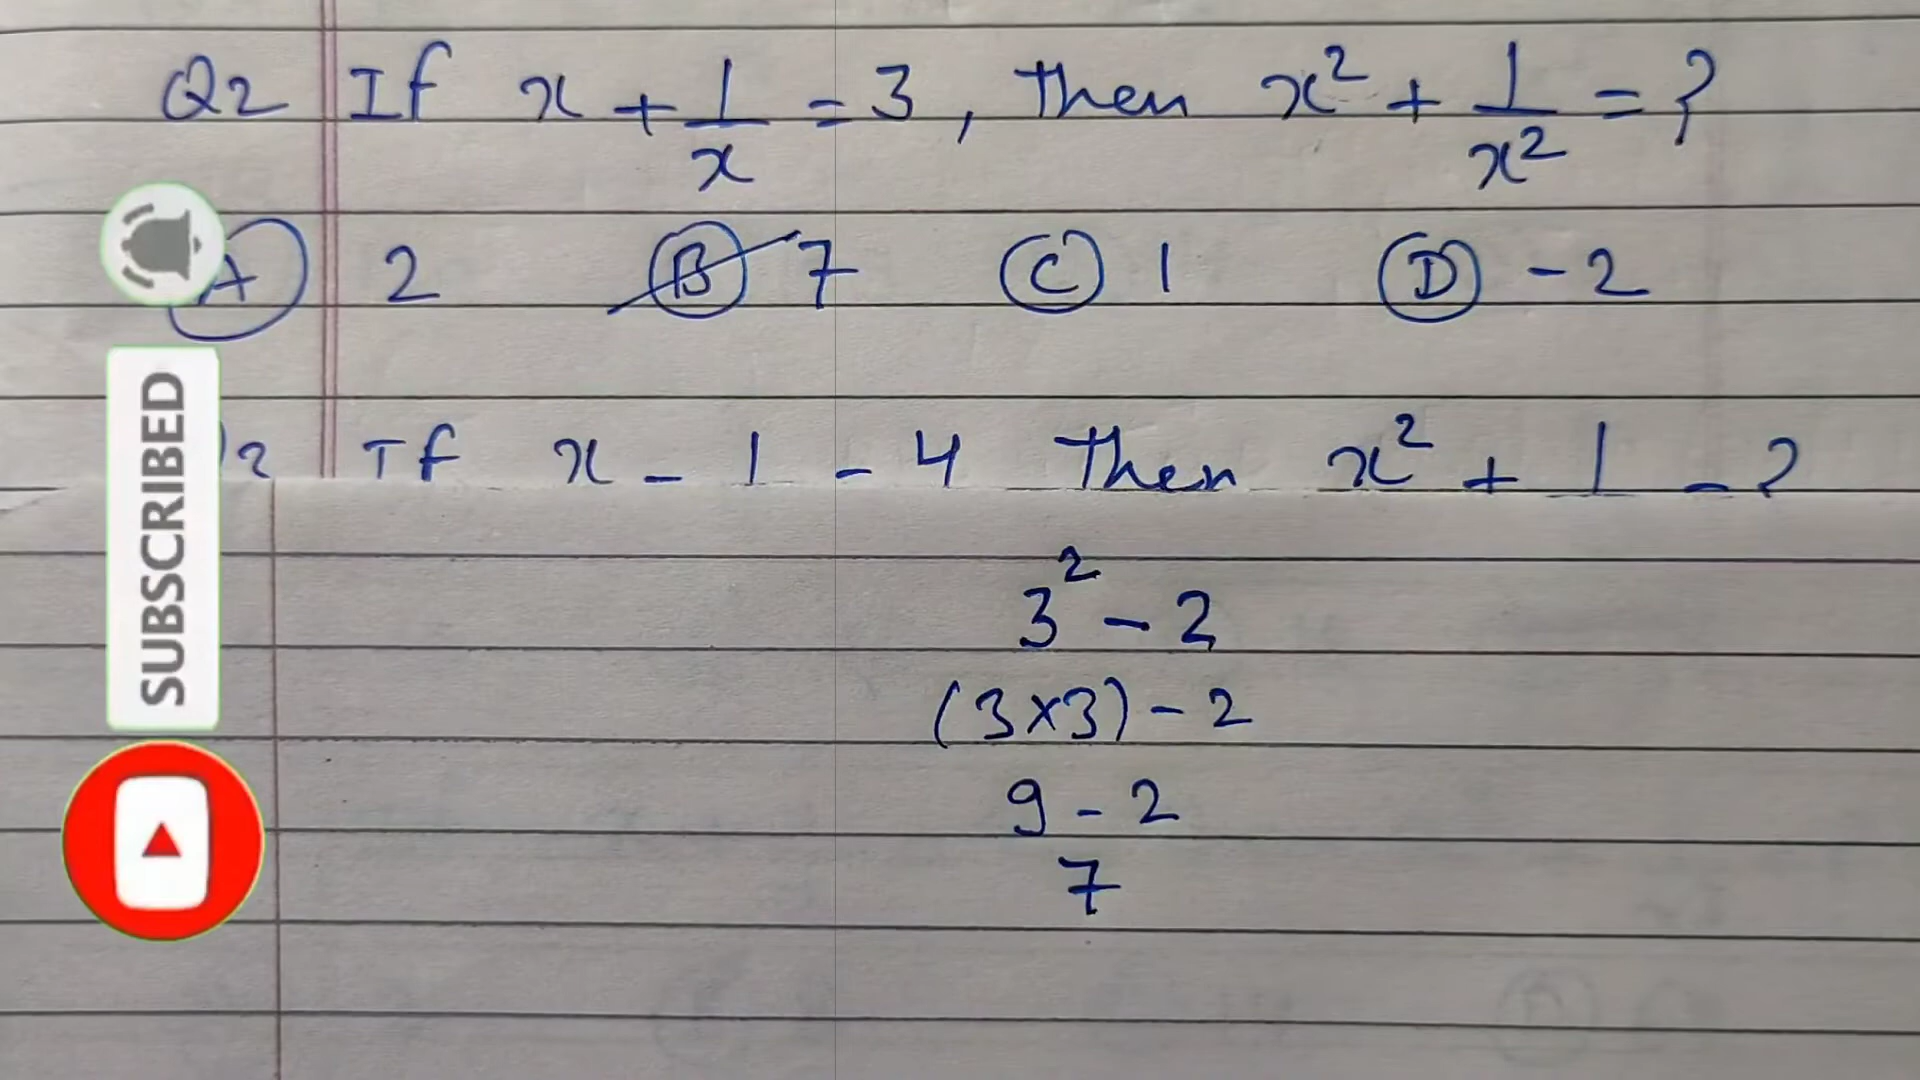 Q2 If x + 1/x = 3, then x² + 1/x² = ?
A 2 B 7 C 1 D -2
If x - 1 = 4 Then x² + 1 = ?
3² - 2
(3×3) - 2
9 - 2
7
SUBSCRIBED